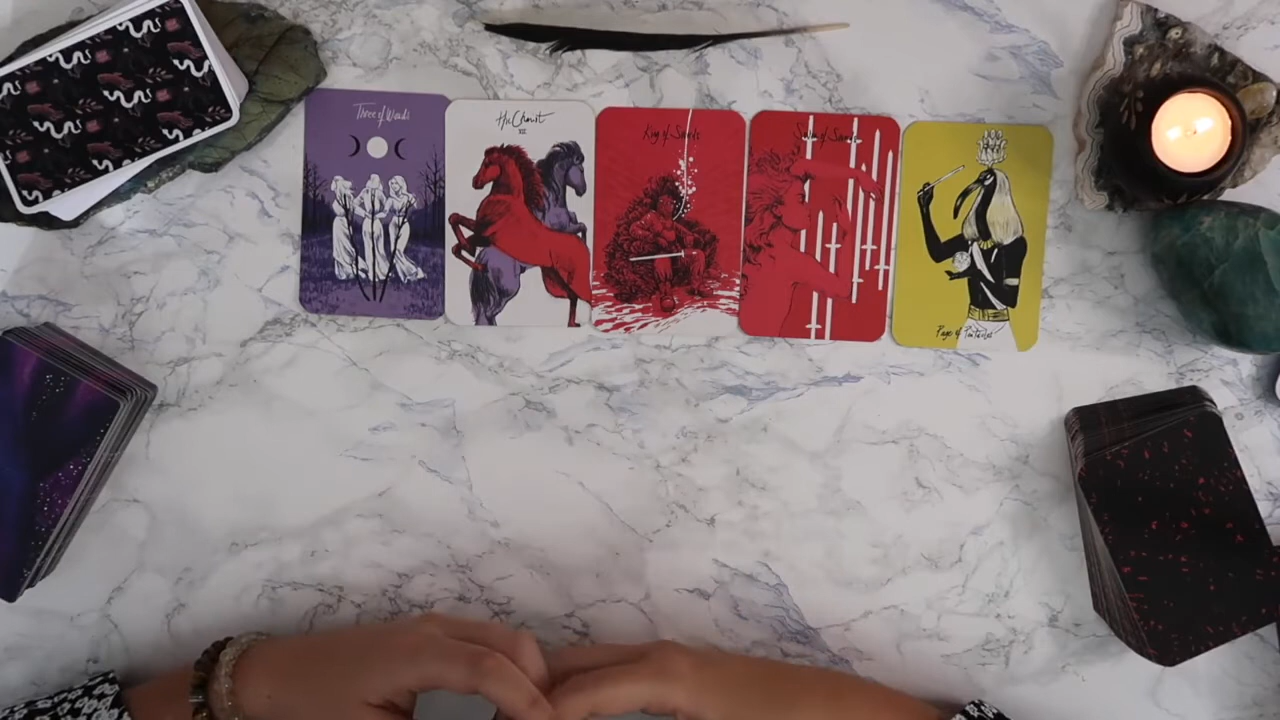 Three of Wands
The Chariot
VII
King of Swords
Seven of Swords
Page of Pentacles